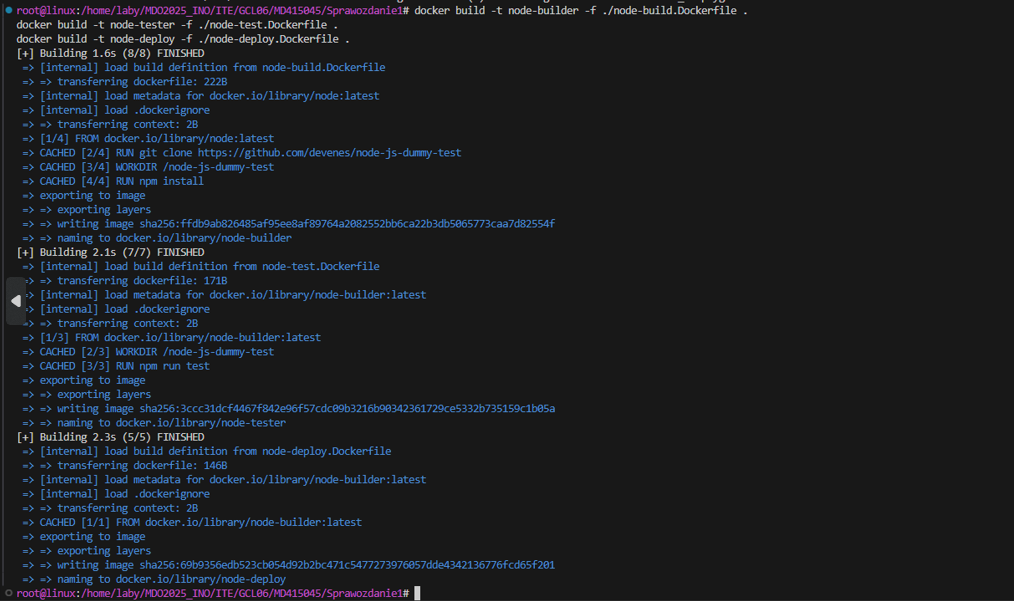 root@linux:/home/laby/MDO2025_INO/ITE/GCL06/MD415045/Sprawozdanie1# docker build -t node-builder -f ./node-build.Dockerfile .
docker build -t node-tester -f ./node-test.Dockerfile .
docker build -t node-deploy -f ./node-deploy.Dockerfile .
[+] Building 1.6s (8/8) FINISHED
=> [internal] load build definition from node-build.Dockerfile
=> => transferring dockerfile: 222B
=> [internal] load metadata for docker.io/library/node:latest
=> [internal] load .dockerignore
=> => transferring context: 2B
=> [1/4] FROM docker.io/library/node:latest
=> CACHED [2/4] RUN git clone https://github.com/devenes/node-js-dummy-test
=> CACHED [3/4] WORKDIR /node-js-dummy-test
=> CACHED [4/4] RUN npm install
=> exporting to image
=> => exporting layers
=> => writing image sha256:ffdb9ab826485af95ee8af89764a2082552bb6ca22b3db5065773caa7d82554f
=> => naming to docker.io/library/node-builder
[+] Building 2.1s (7/7) FINISHED
=> [internal] load build definition from node-test.Dockerfile
=> => transferring dockerfile: 171B
=> [internal] load metadata for docker.io/library/node-builder:latest
=> [internal] load .dockerignore
=> => transferring context: 2B
=> [1/3] FROM docker.io/library/node-builder:latest
=> CACHED [2/3] WORKDIR /node-js-dummy-test
=> CACHED [3/3] RUN npm run test
=> exporting to image
=> => exporting layers
=> => writing image sha256:3ccc31dcf4467f842e96f57cdc09b3216b90342361729ce5332b735159c1b05a
=> => naming to docker.io/library/node-tester
[+] Building 2.3s (5/5) FINISHED
=> [internal] load build definition from node-deploy.Dockerfile
=> => transferring dockerfile: 146B
=> [internal] load metadata for docker.io/library/node-builder:latest
=> [internal] load .dockerignore
=> => transferring context: 2B
=> CACHED [1/1] FROM docker.io/library/node-builder:latest
=> exporting to image
=> => exporting layers
=> => writing image sha256:69b9356edb523cb054d92b2bc471c5477273976057dde4342136776fcd65f201
=> => naming to docker.io/library/node-deploy
root@linux:/home/laby/MDO2025_INO/ITE/GCL06/MD415045/Sprawozdanie1#